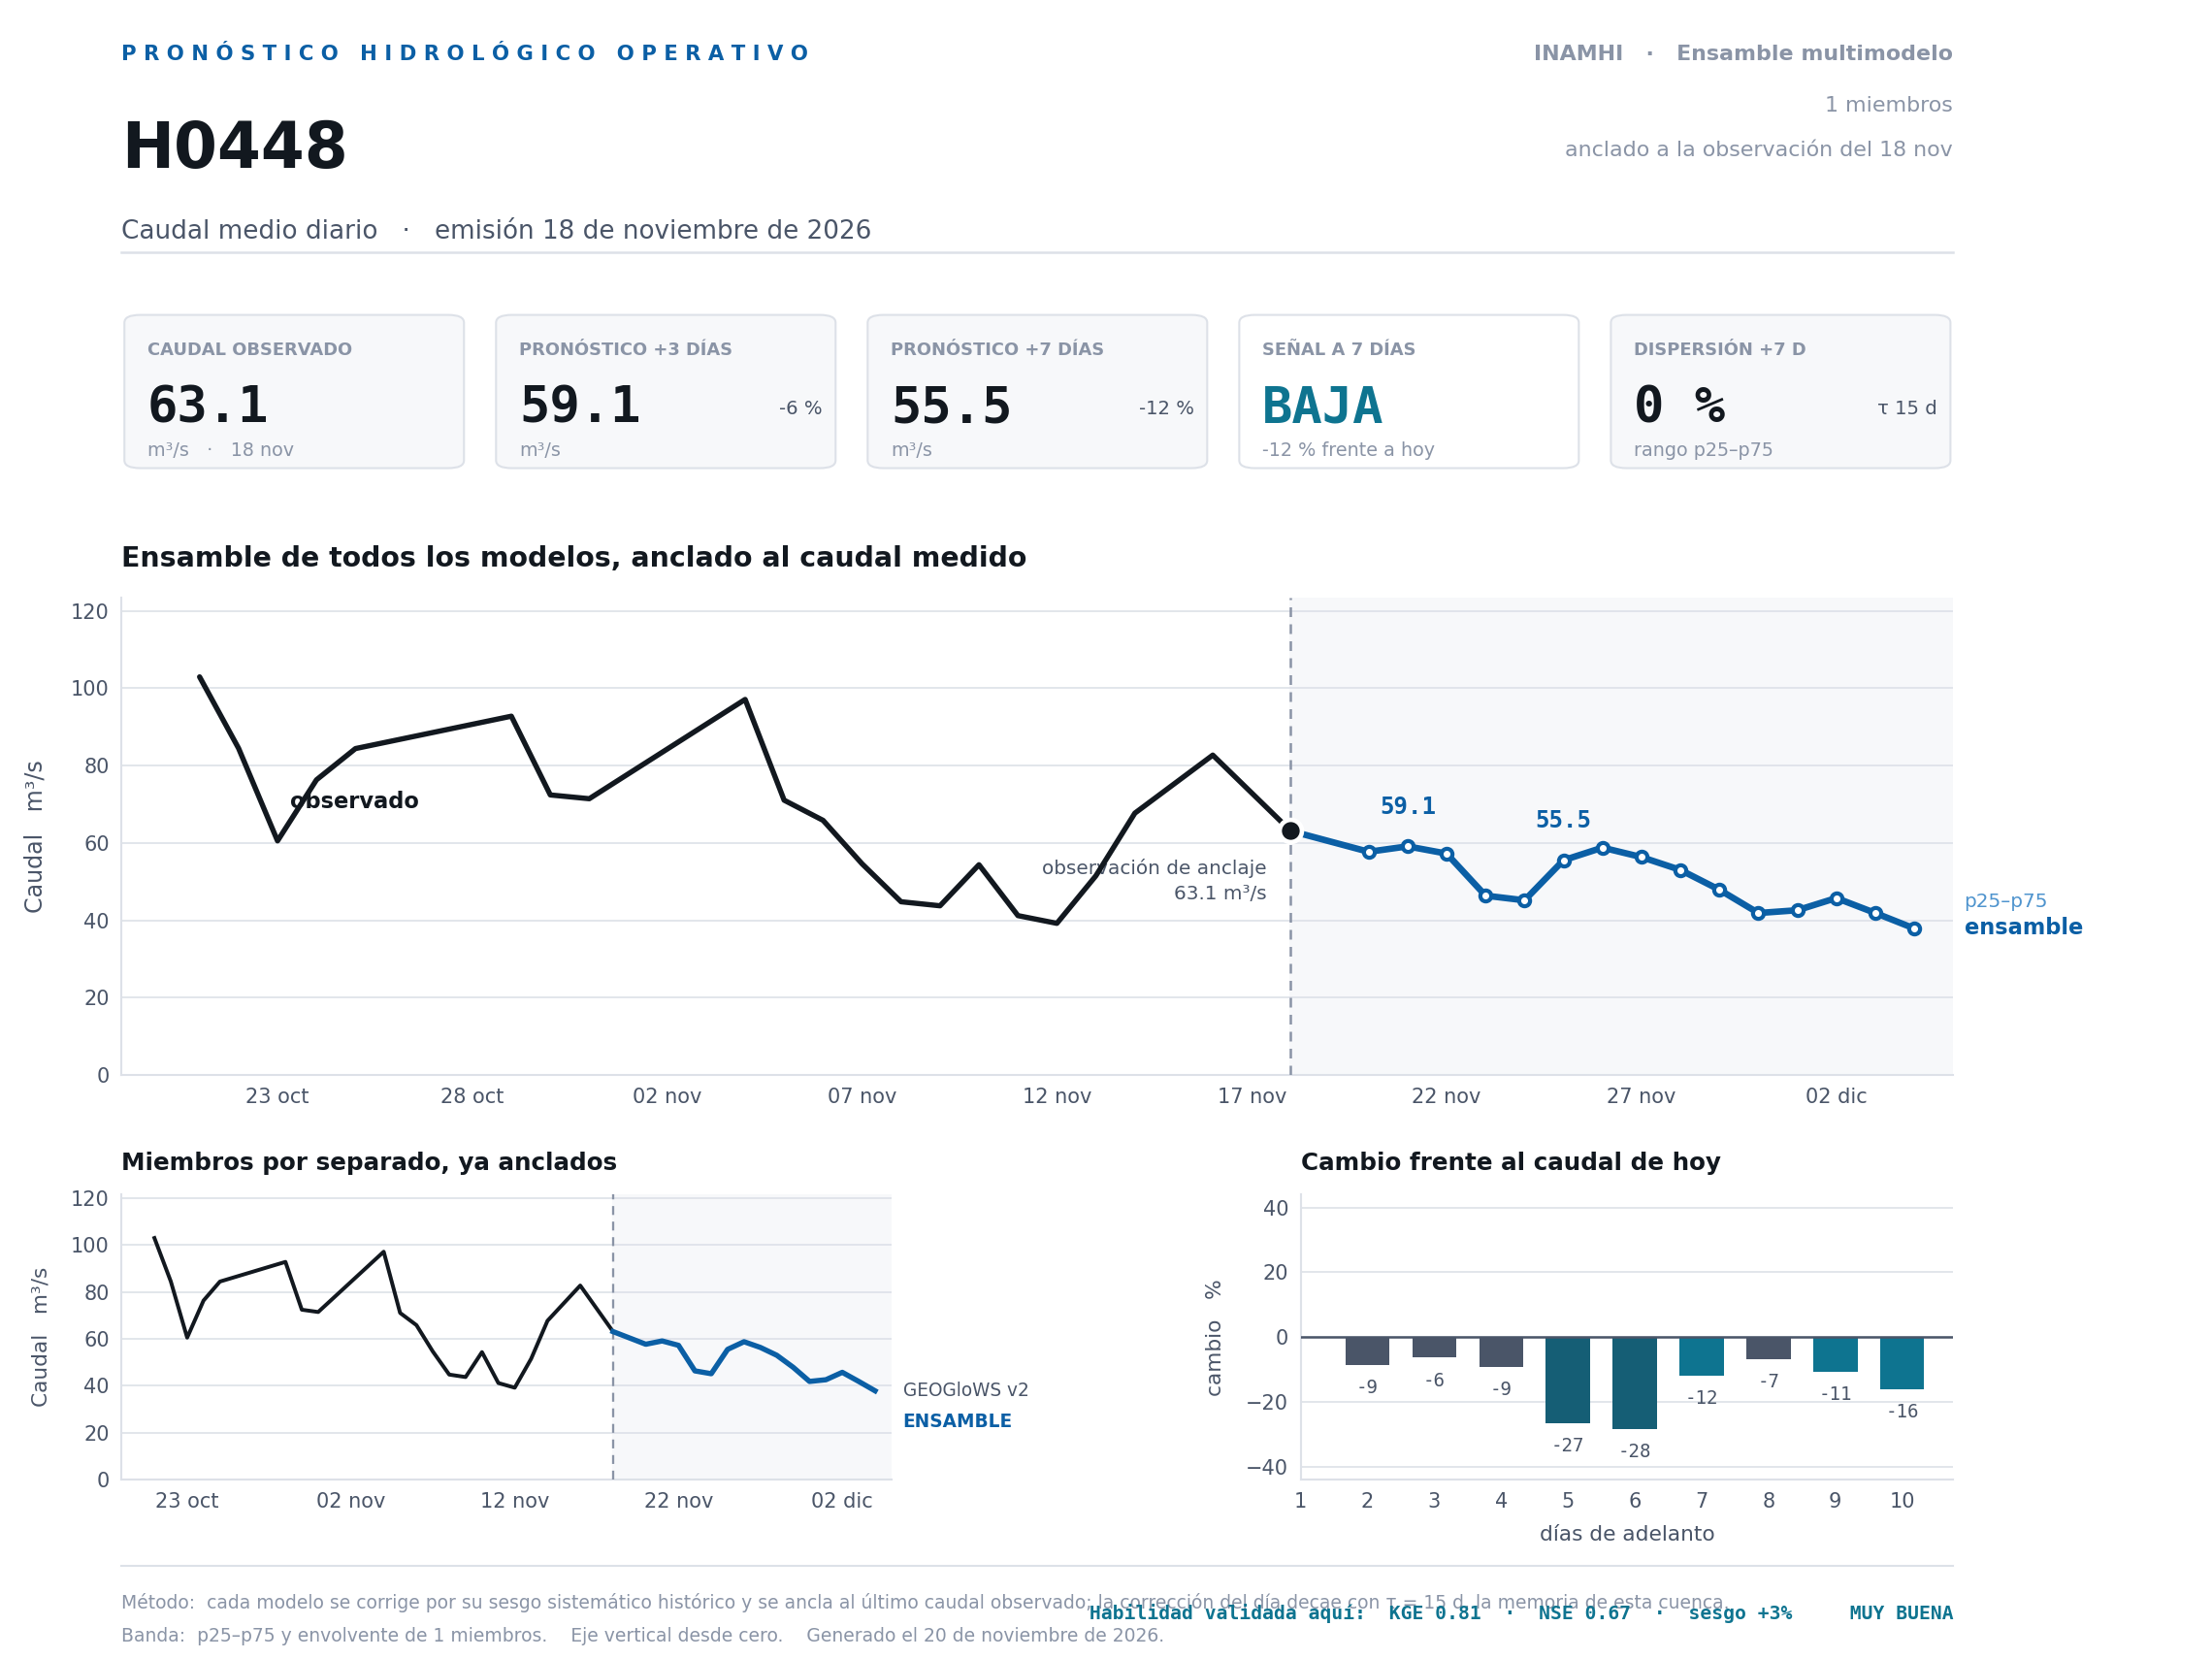 PRONÓSTICO HIDROLÓGICO OPERATIVO
INAMHI · Ensamble multimodelo
1 miembros
H0448
anclado a la observación del 18 nov
Caudal medio diario · emisión 18 de noviembre de 2026
CAUDAL OBSERVADO
63.1
m³/s · 18 nov
PRONÓSTICO +3 DÍAS
59.1
-6 %
m³/s
PRONÓSTICO +7 DÍAS
55.5
-12 %
m³/s
SEÑAL A 7 DÍAS
BAJA
-12 % frente a hoy
DISPERSIÓN +7 D
0 %
τ 15 d
rango p25–p75
Ensamble de todos los modelos, anclado al caudal medido
Caudal m³/s
120
100
80
60
40
20
0
observado
observación de anclaje
63.1 m³/s
59.1
55.5
p25–p75
ensamble
23 oct
28 oct
02 nov
07 nov
12 nov
17 nov
22 nov
27 nov
02 dic
Miembros por separado, ya anclados
Caudal m³/s
120
100
80
60
40
20
0
GEOGloWS v2
ENSAMBLE
23 oct
02 nov
12 nov
22 nov
02 dic
Cambio frente al caudal de hoy
cambio %
40
20
0
−20
−40
-9
-6
-9
-27
-28
-12
-7
-11
-16
1
2
3
4
5
6
7
8
9
10
días de adelanto
Método: cada modelo se corrige por su sesgo sistemático histórico y se ancla al último caudal observado; la corrección del día decae con τ = 15 d, la memoria de esta cuenca.
Habilidad validada aquí: KGE 0.81 · NSE 0.67 · sesgo +3% MUY BUENA
Banda: p25–p75 y envolvente de 1 miembros. Eje vertical desde cero. Generado el 20 de noviembre de 2026.